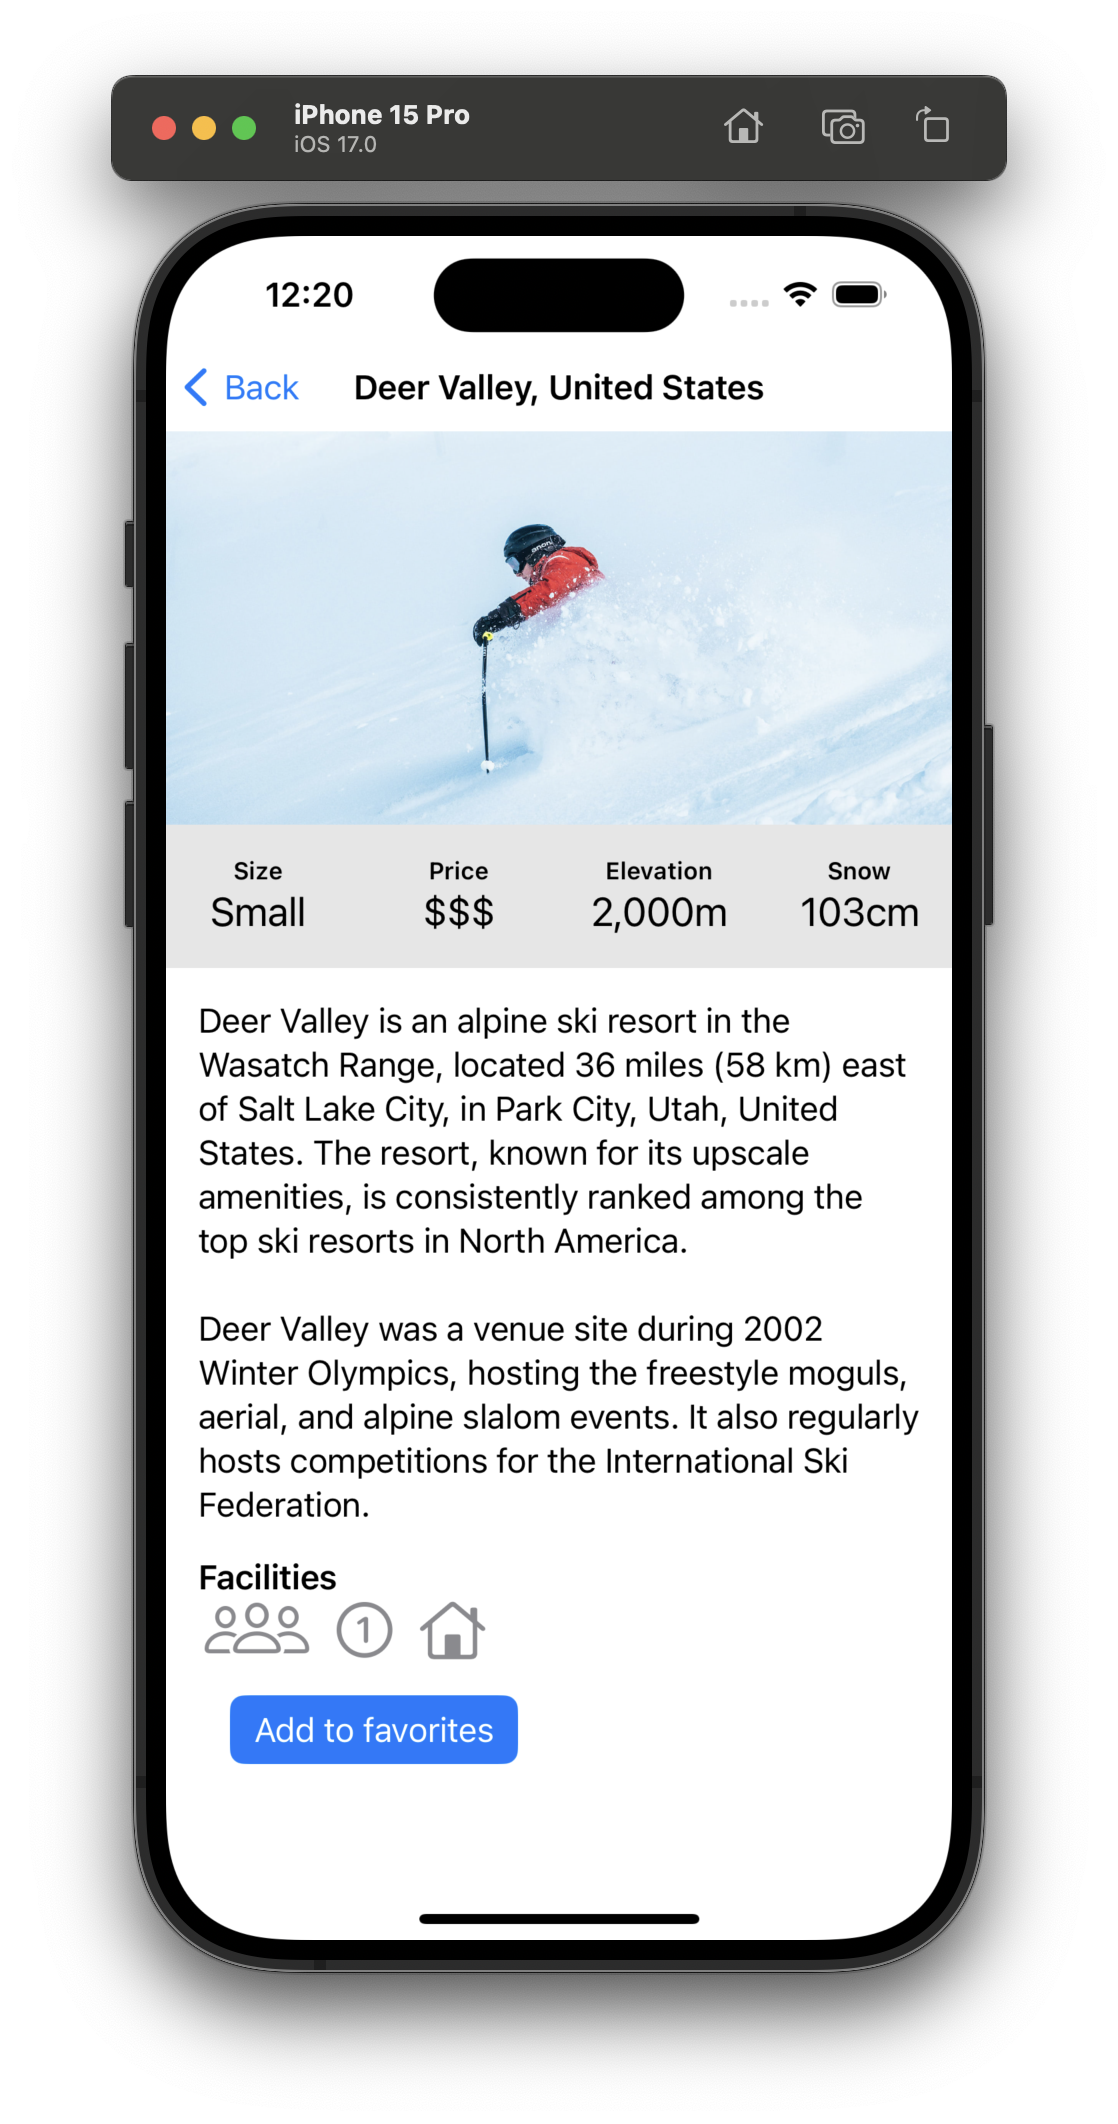 iPhone 15 Pro
iOS 17.0
12:20
Back
Deer Valley, United States
anon
Size
Price
Elevation
Snow
Small
$$$
2,000m
103cm
Deer Valley is an alpine ski resort in the
Wasatch Range, located 36 miles (58 km) east
of Salt Lake City, in Park City, Utah, United
States. The resort, known for its upscale
amenities, is consistently ranked among the
top ski resorts in North America.
Deer Valley was a venue site during 2002
Winter Olympics, hosting the freestyle moguls,
aerial, and alpine slalom events. It also regularly
hosts competitions for the International Ski
Federation.
Facilities
1
Add to favorites